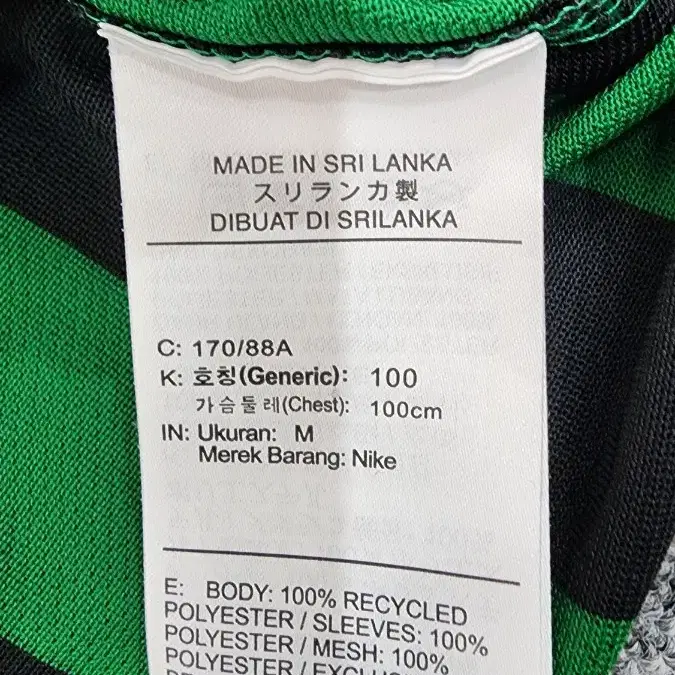 MADE IN SRI LANKA
スリランカ製
DIBUAT DI SRILANKA
C: 170/88A
K: 호칭(Generic): 100
가슴둘레(Chest): 100cm
IN: Ukuran: M
Merek Barang: Nike
E: BODY: 100% RECYCLED
POLYESTER / SLEEVES: 100%
POLYESTER / MESH: 100%
POLYESTER /